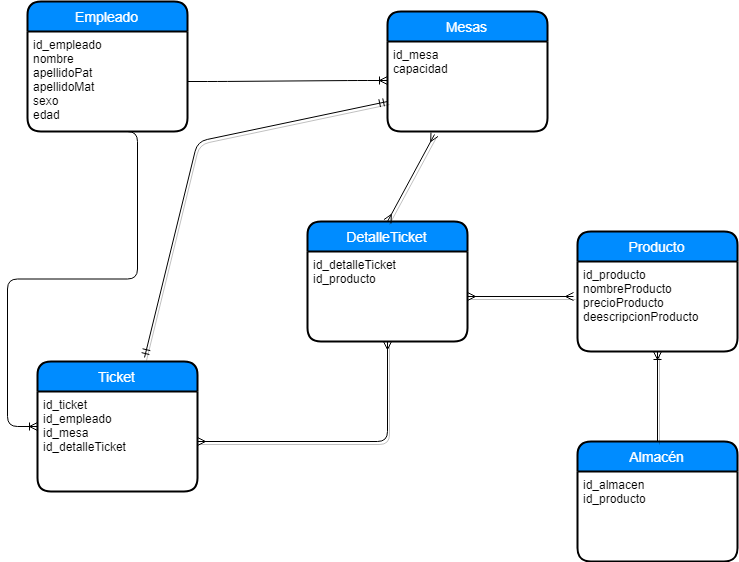 Empleado
id_empleado
nombre
apellidoPat
apellidoMat
sexo
edad
Mesas
id_mesa
capacidad
DetalleTicket
id_detalleTicket
id_producto
Producto
id_producto
nombreProducto
precioProducto
deescripcionProducto
Ticket
id_ticket
id_empleado
id_mesa
id_detalleTicket
Almacén
id_almacen
id_producto